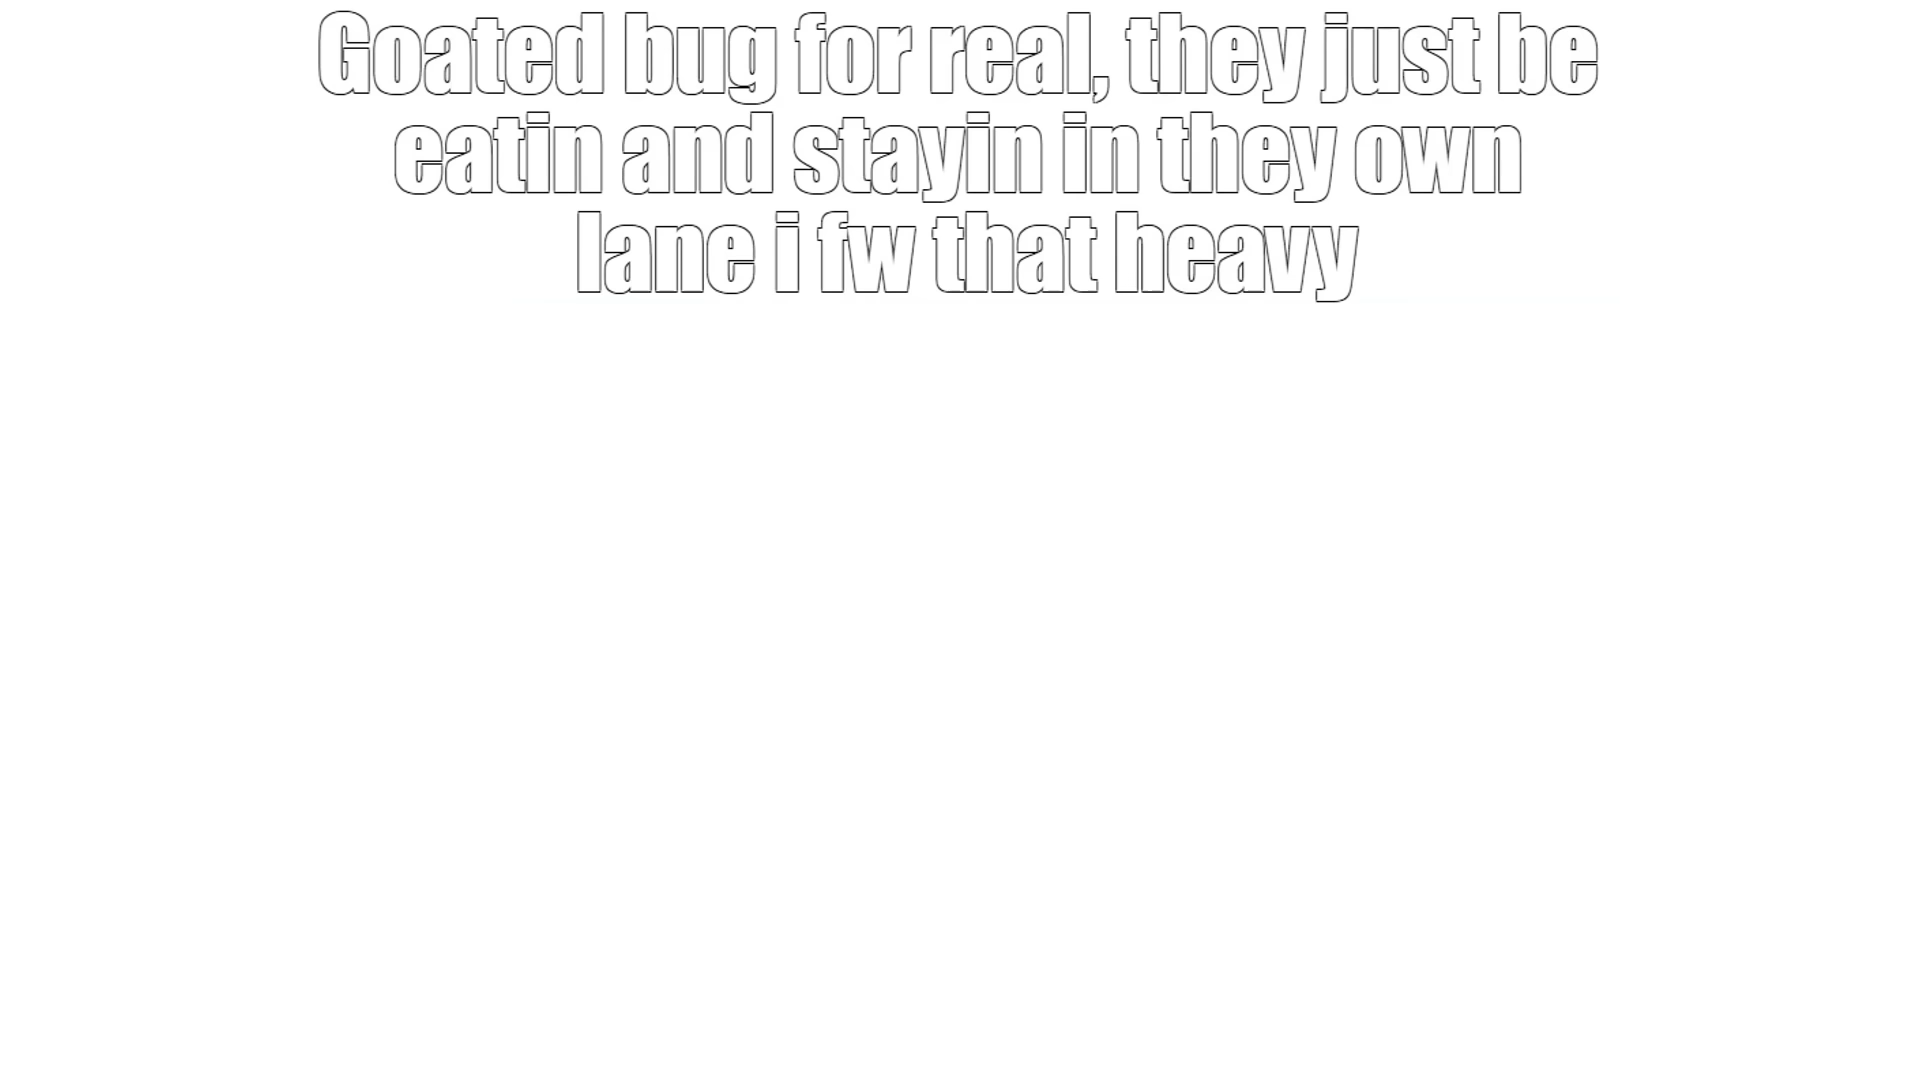 Goated bug for real, they just be
eatin and stayin in they own
lane i fw that heavy